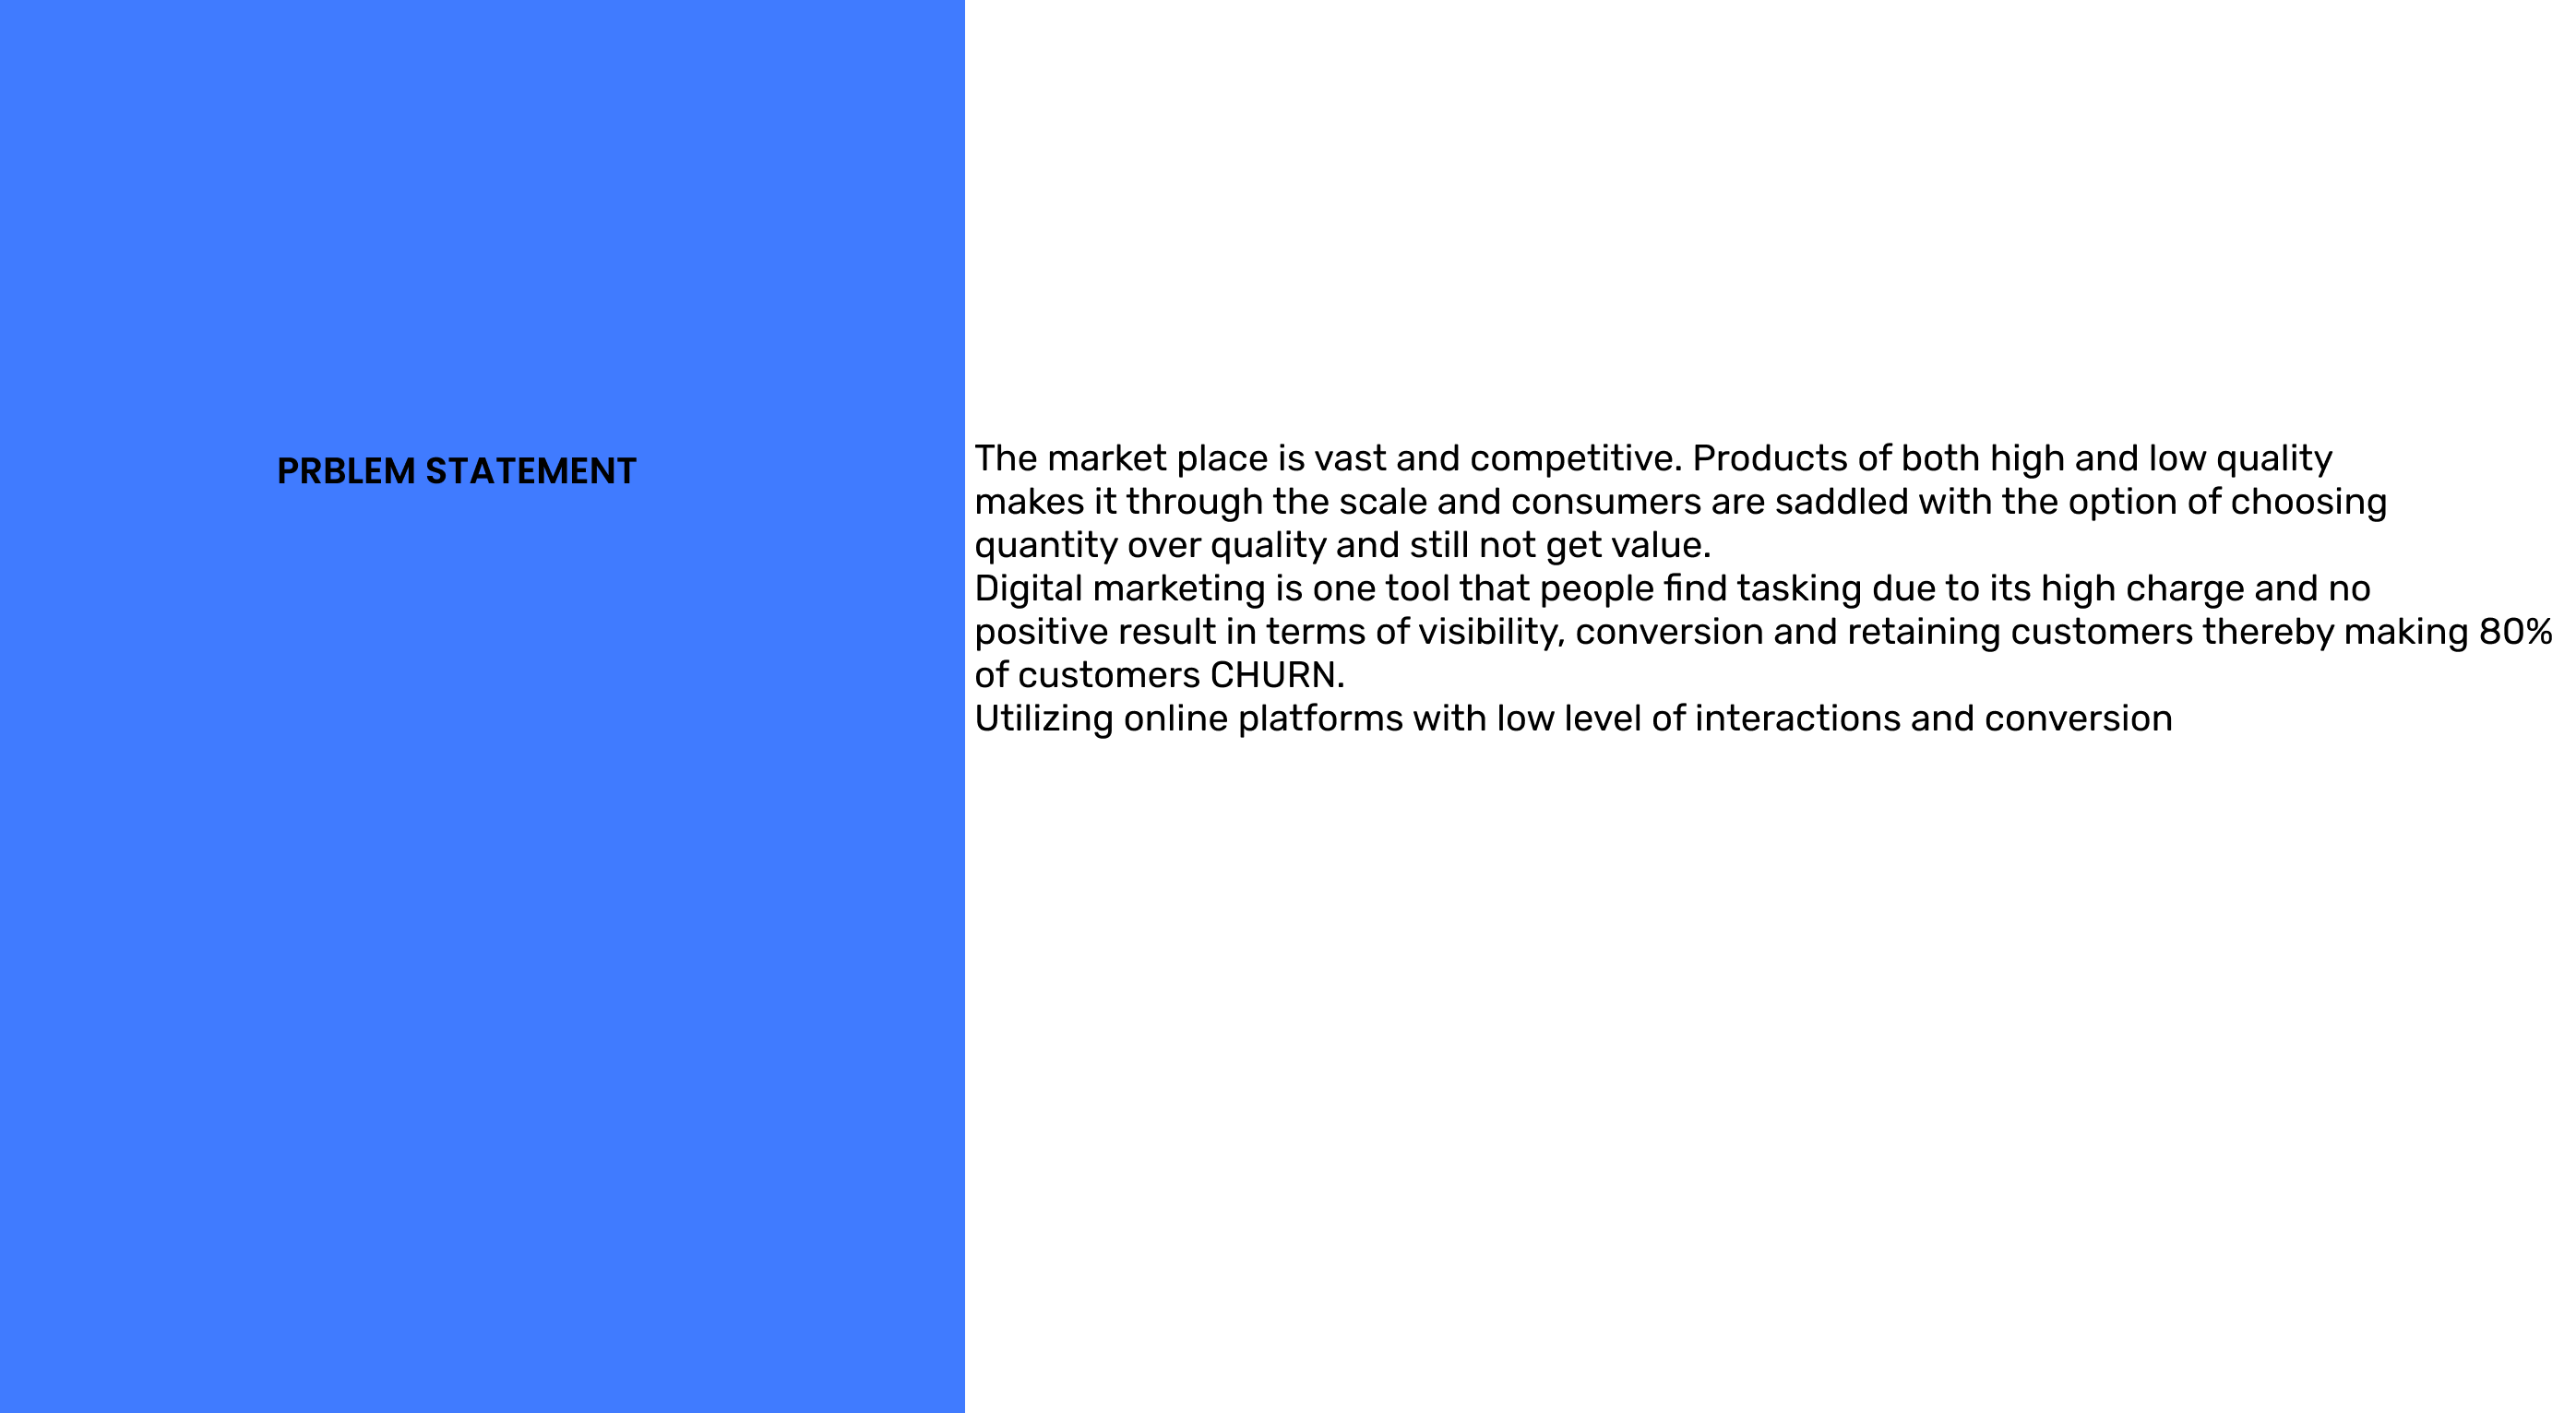 PRBLEM STATEMENT
The market place is vast and competitive. Products of both high and low quality
makes it through the scale and consumers are saddled with the option of choosing
quantity over quality and still not get value.
Digital marketing is one tool that people find tasking due to its high charge and no
positive result in terms of visibility, conversion and retaining customers thereby making 80%
of customers CHURN.
Utilizing online platforms with low level of interactions and conversion